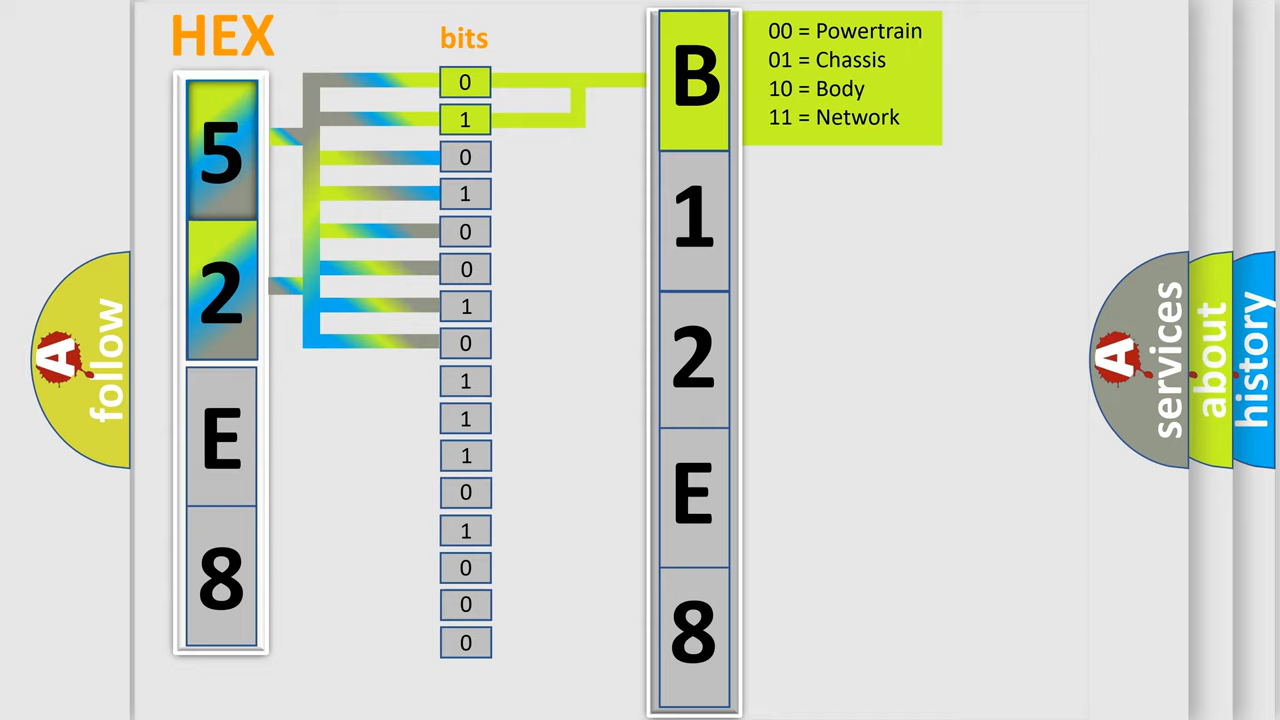 HEX
bits
5
2
E
8
0
1
0
1
0
0
1
0
1
1
1
0
1
0
0
0
B
1
2
E
8
00 = Powertrain
01 = Chassis
10 = Body
11 = Network
A
follow
A
services
about
history